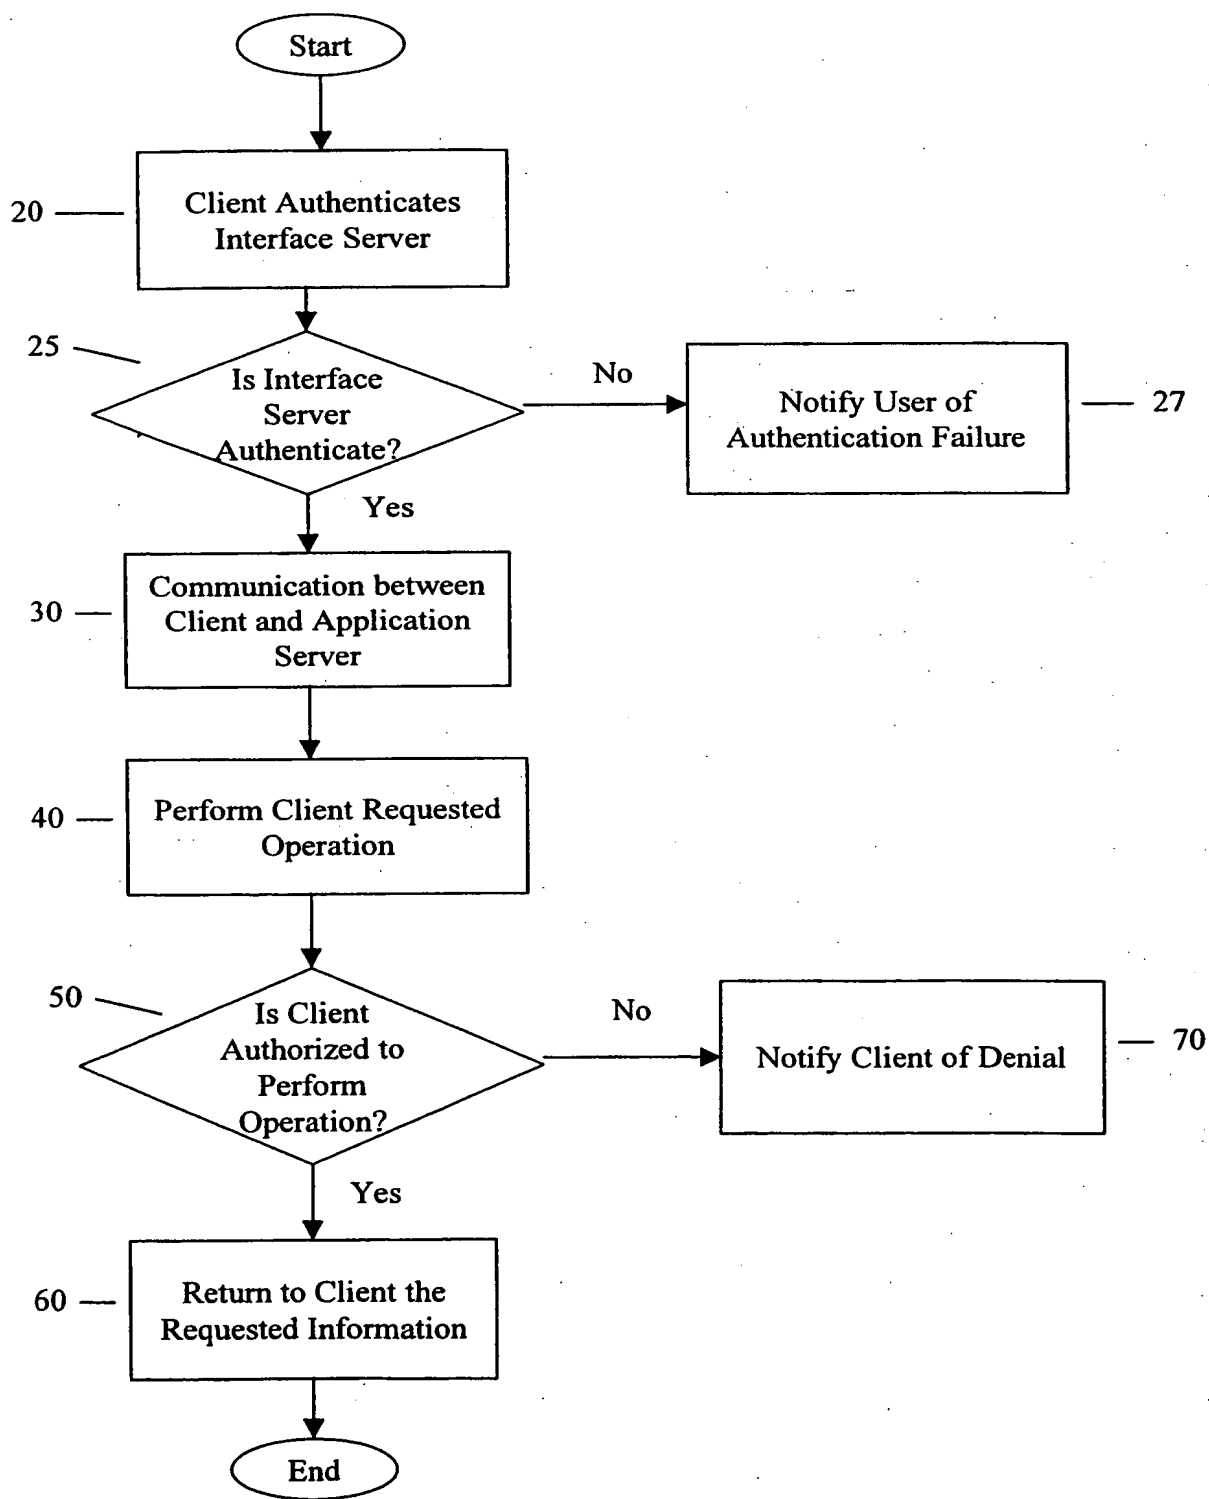 Start
20
Client Authenticates
Interface Server
25
Is Interface
Server
Authenticate?
No
Notify User of
Authentication Failure
27
Yes
30
Communication between
Client and Application
Server
40
Perform Client Requested
Operation
50
Is Client
Authorized to
Perform
Operation?
No
Notify Client of Denial
70
Yes
60
Return to Client the
Requested Information
End